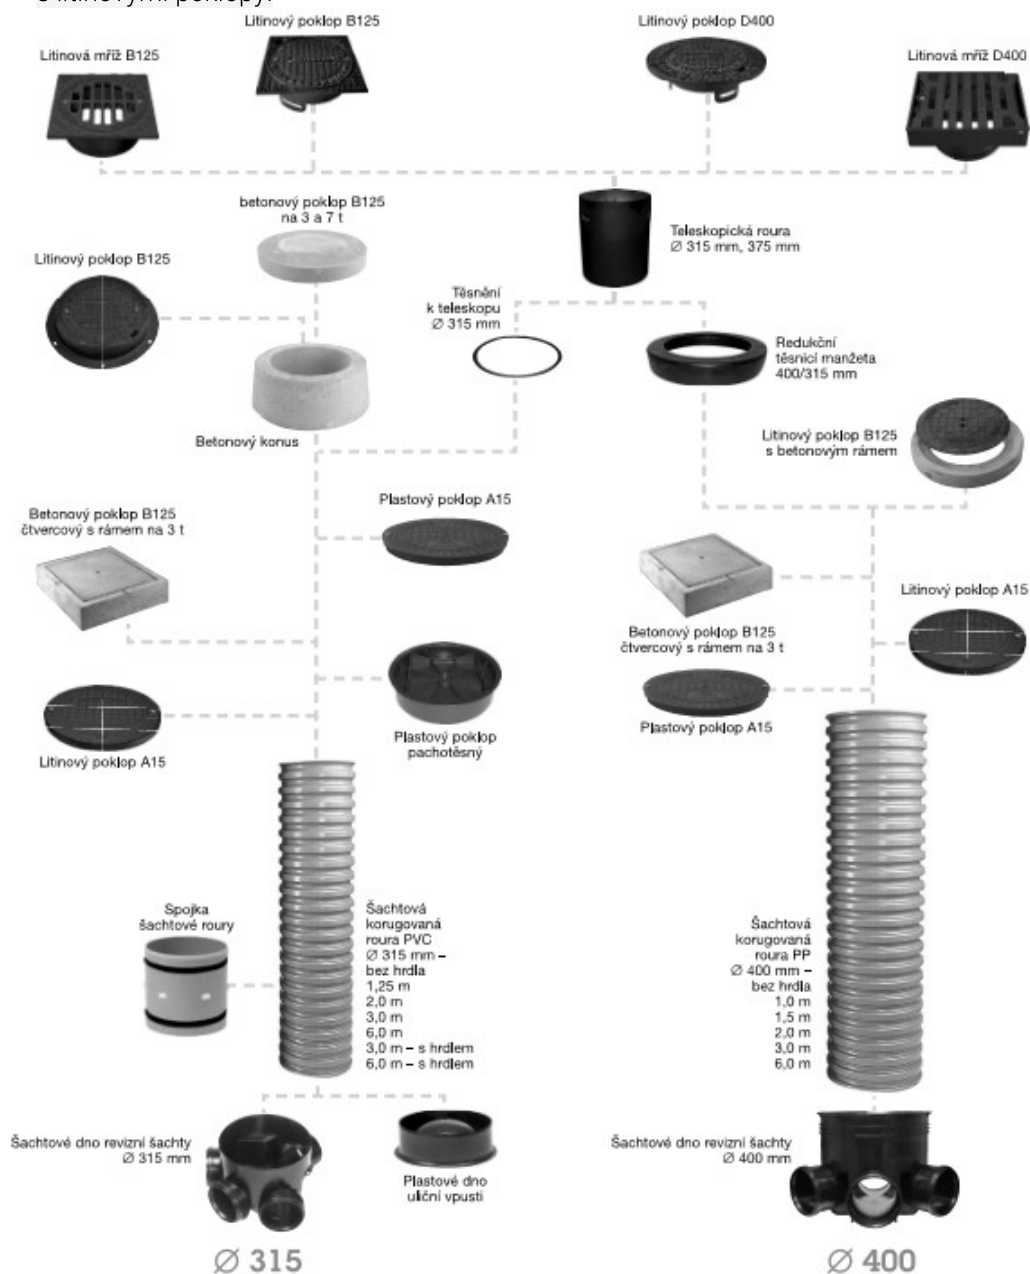 s litinovými poklopy.
Litinový poklop B125
Litinový poklop D400
Litinová mříž B125
Litinová mříž D400
betonový poklop B125
na 3 a 7 t
Teleskopická roura
Ø 315 mm, 375 mm
Litinový poklop B125
Těsnění
k teleskopu
Ø 315 mm
Redukční
těsnicí manžeta
400/315 mm
Betonový konus
Litinový poklop B125
s betonovým rámem
Plastový poklop A15
Betonový poklop B125
čtvercový s rámem na 3 t
Litinový poklop A15
Betonový poklop B125
čtvercový s rámem na 3 t
Plastový poklop A15
Plastový poklop
pachotěsný
Litinový poklop A15
Spojka
šachtové roury
Šachtová
korugovaná
roura PVC
Ø 315 mm –
bez hrdla
1,25 m
2,0 m
3,0 m
6,0 m
3,0 m – s hrdlem
6,0 m – s hrdlem
Šachtová
korugovaná
roura PP
Ø 400 mm –
bez hrdla
1,0 m
1,5 m
2,0 m
3,0 m
6,0 m
Šachtové dno revizní šachty
Ø 315 mm
Plastové dno
uliční vpusti
Šachtové dno revizní šachty
Ø 400 mm
Ø 315
Ø 400